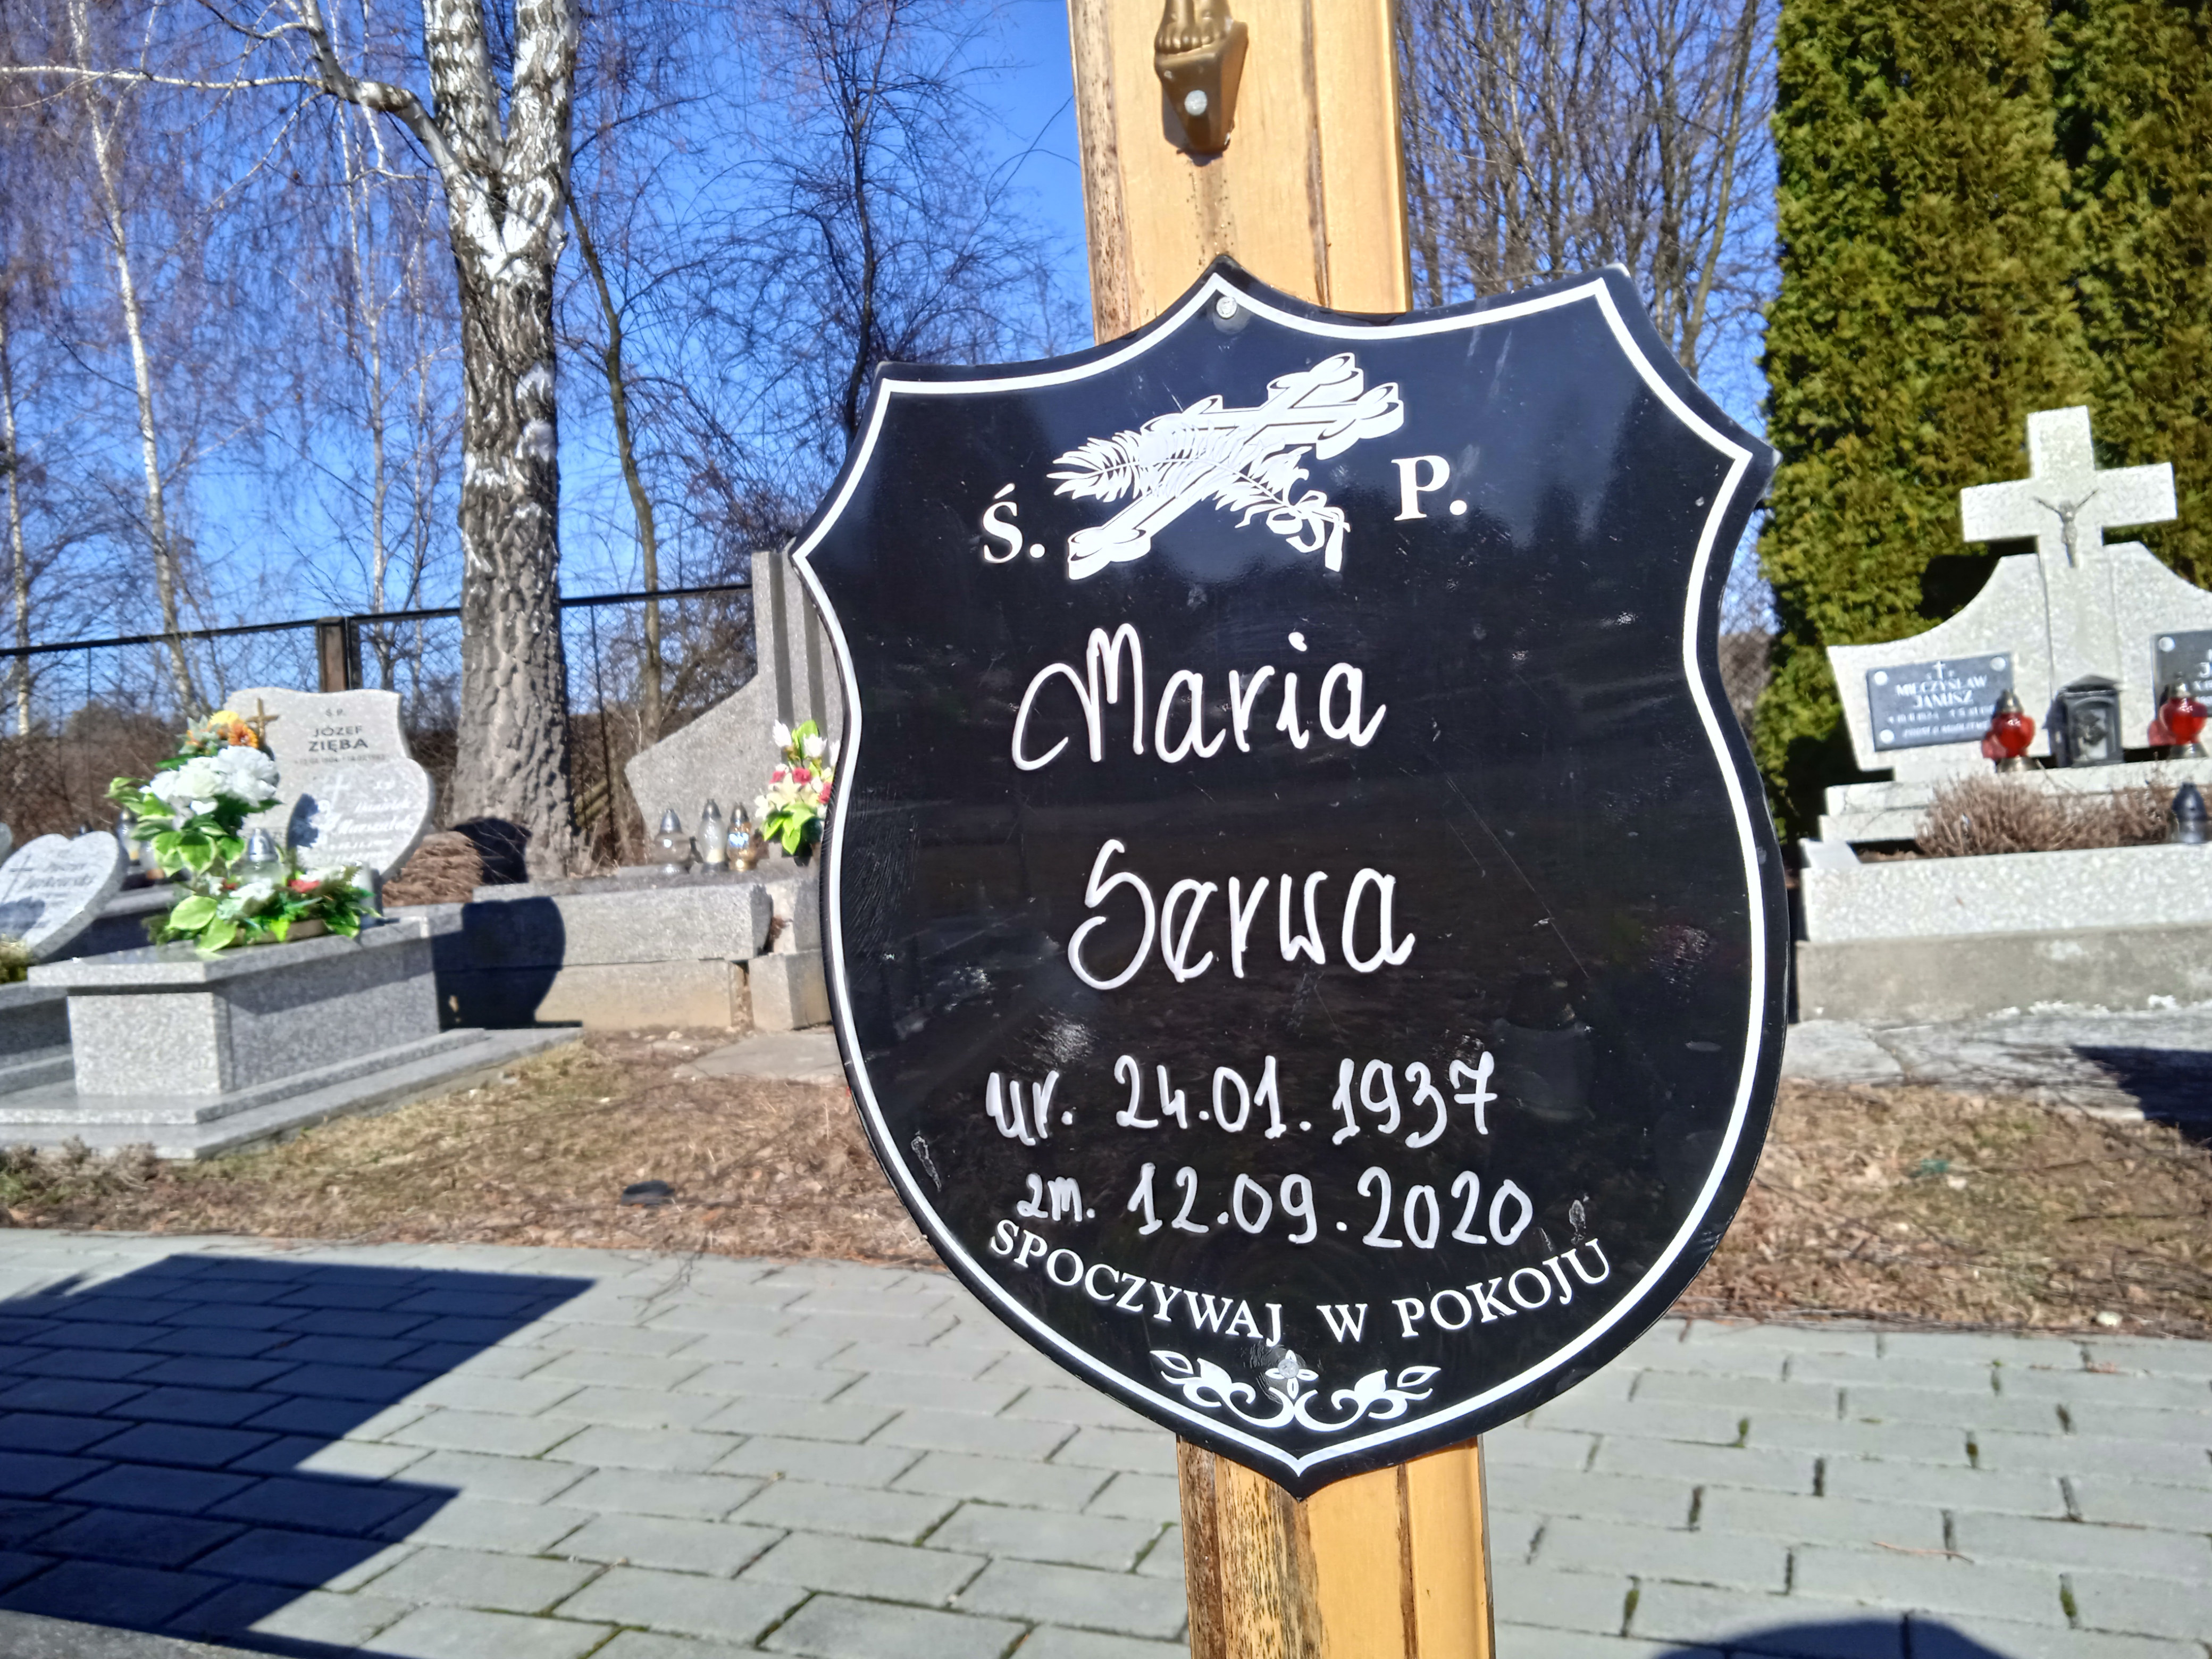 Ś. P.
Maria
Serwa
ur. 24.01.1937
zm. 12.09.2020
SPOCZYWAJ W POKOJU
Ś.P.
JÓZEF
ZIĘBA
MIECZYSŁAW
JANUSZ